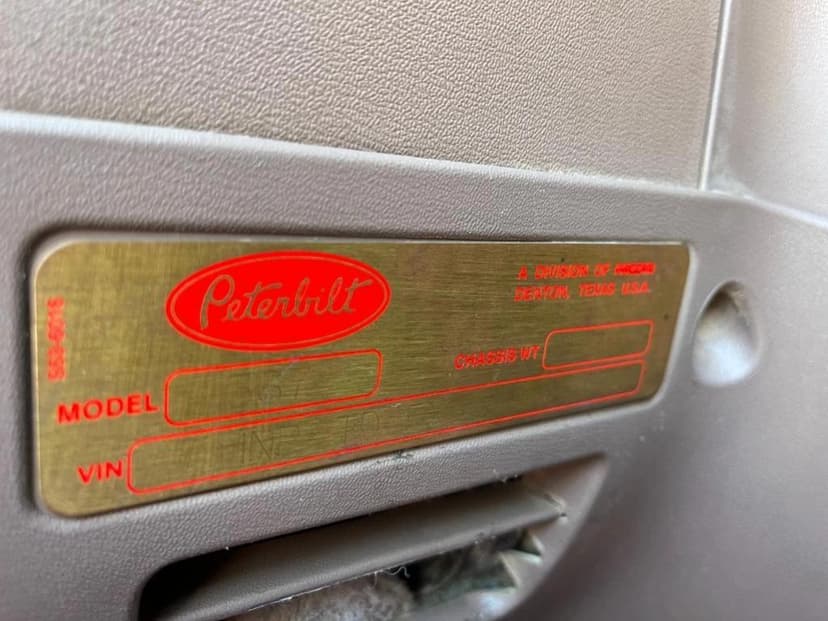 Peterbilt
A DIVISION OF PACCAR
DENTON, TEXAS U.S.A.
MODEL
CHASSIS WT
VIN